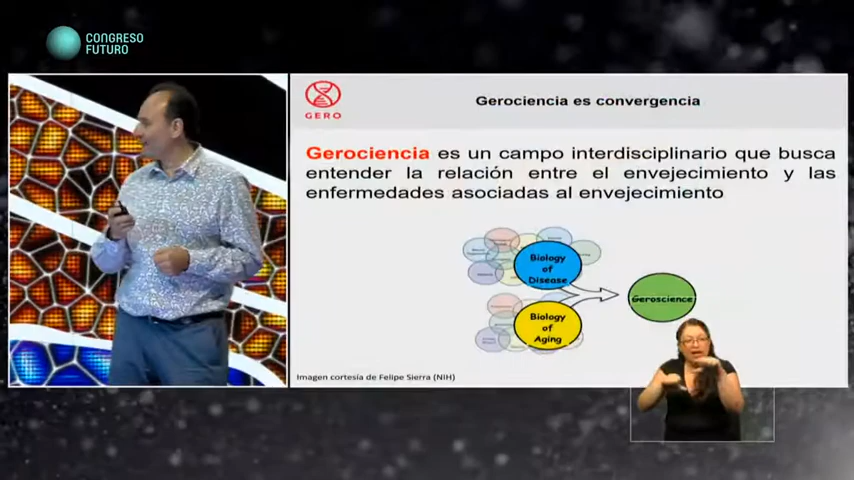 CONGRESO
FUTURO
GERO
Gerociencia es convergencia
Gerociencia es un campo interdisciplinario que busca
entender la relación entre el envejecimiento y las
enfermedades asociadas al envejecimiento
Biology
of
Disease
Geroscience
Biology
of
Aging
Imagen cortesía de Felipe Sierra (NIH)